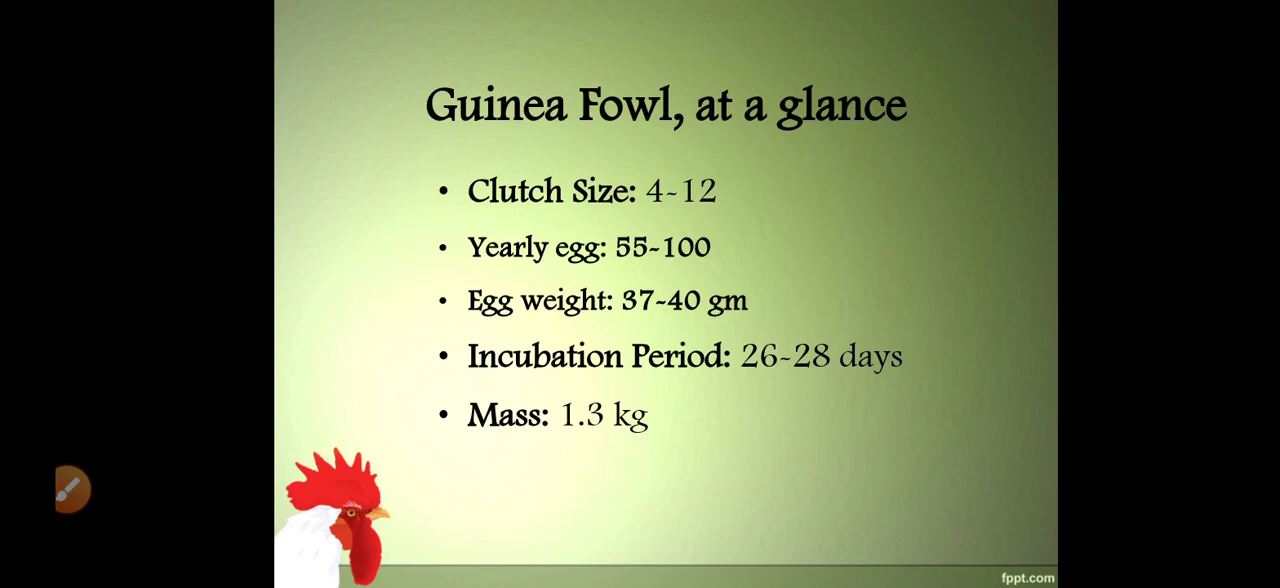 Guinea Fowl, at a glance
• Clutch Size: 4-12
• Yearly egg: 55-100
• Egg weight: 37-40 gm
• Incubation Period: 26-28 days
• Mass: 1.3 kg
fppt.com